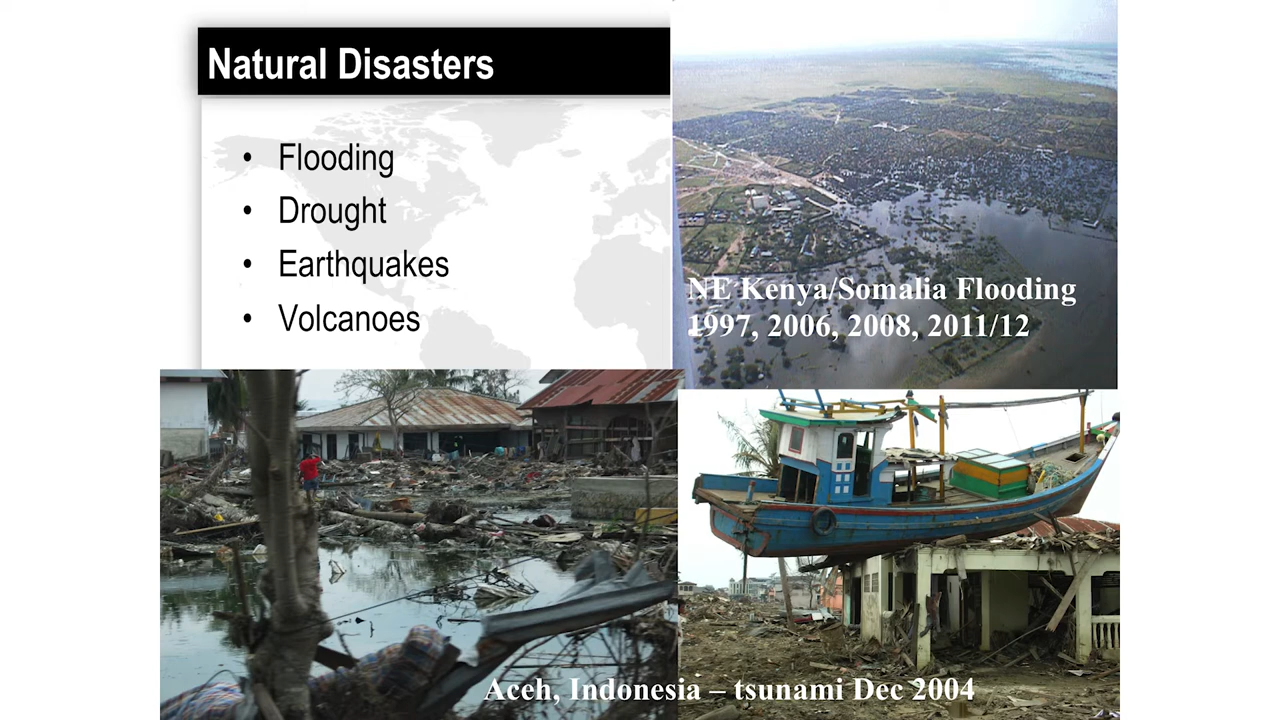 Natural Disasters
• Flooding
• Drought
• Earthquakes
• Volcanoes
NE Kenya/Somalia Flooding
1997, 2006, 2008, 2011/12
Aceh, Indonesia – tsunami Dec 2004